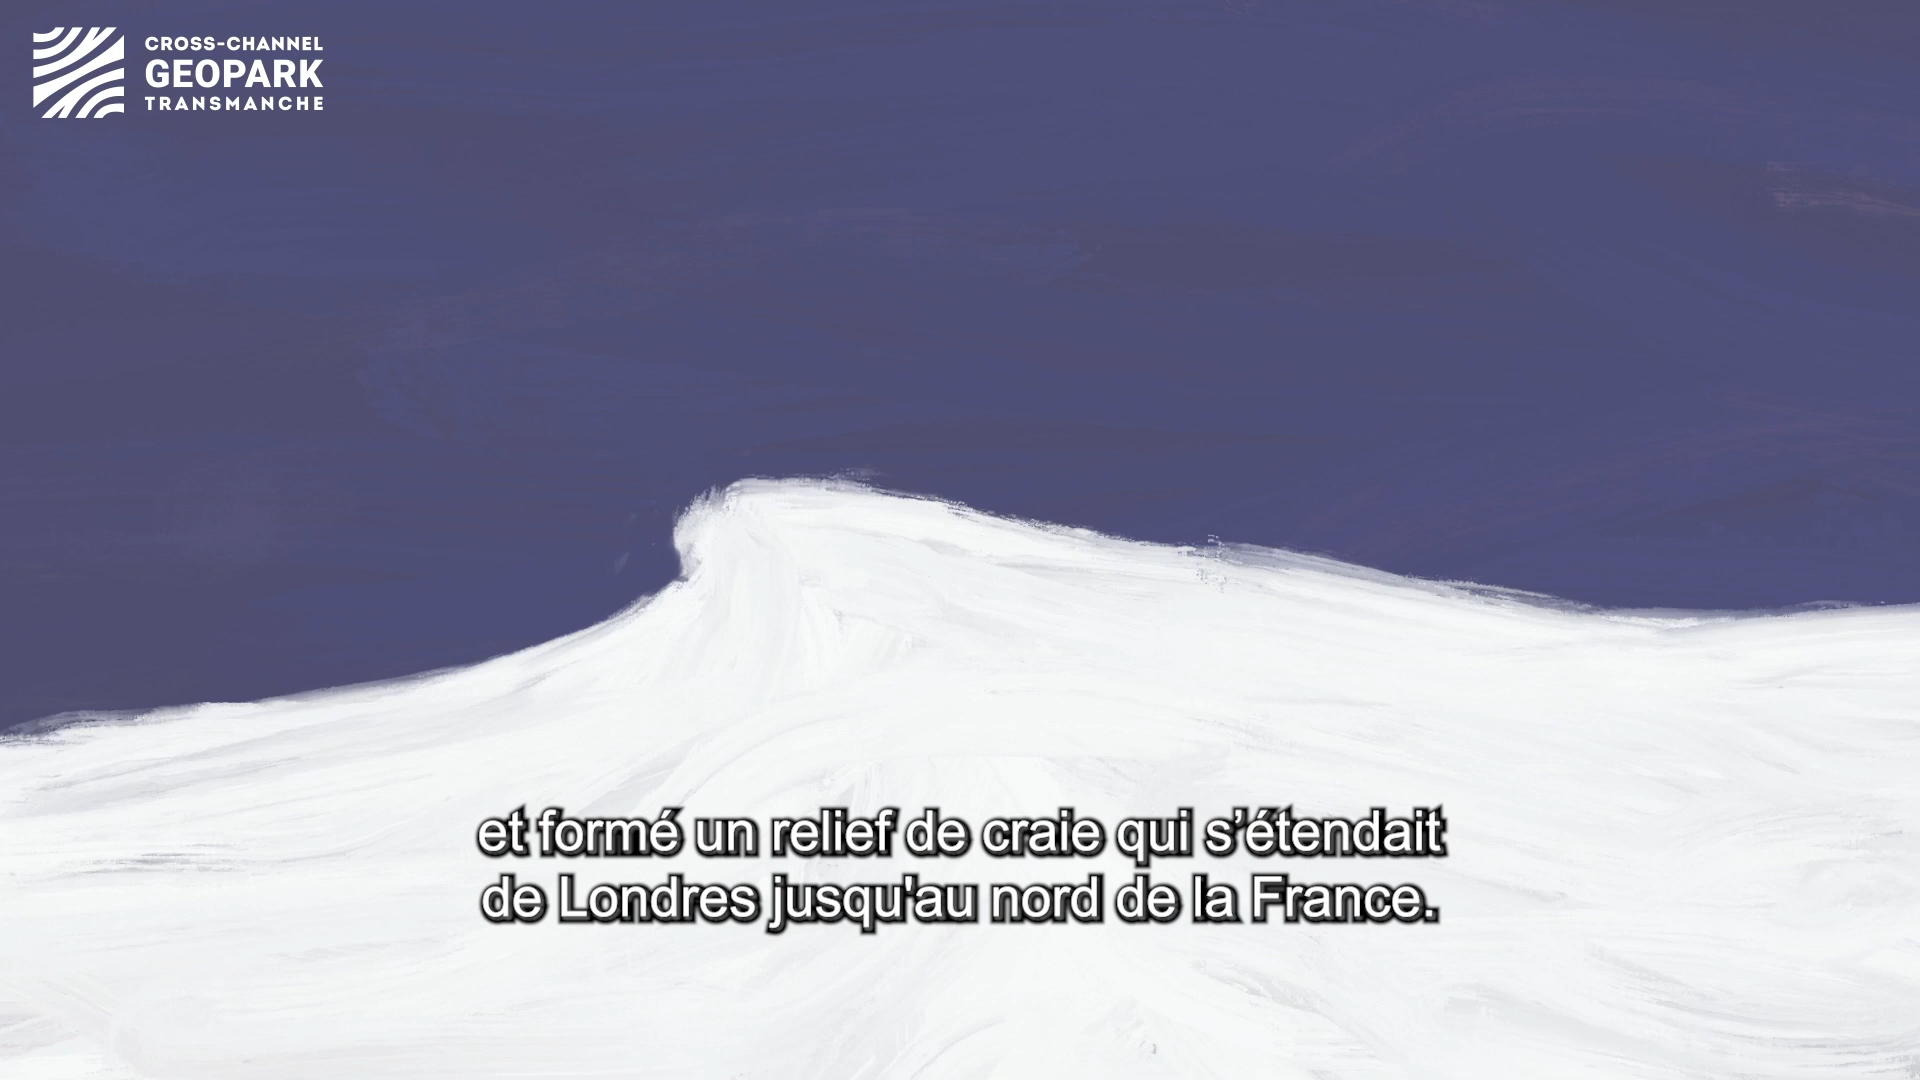 CROSS-CHANNEL
GEOPARK
TRANSMANCHE
et formé un relief de craie qui s’étendait
de Londres jusqu'au nord de la France.